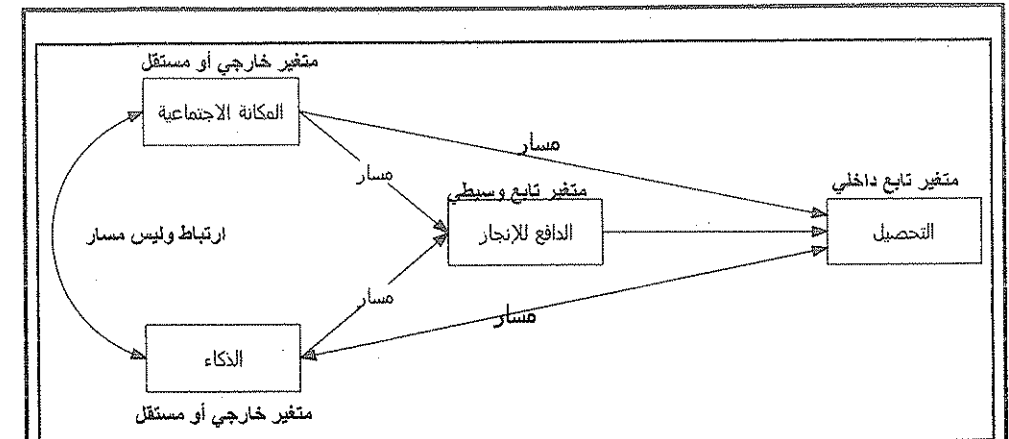 متغير خارجي أو مستقل
المكانة الاجتماعية
مسار
مسار
متغير تابع وسيطي
متغير تابع داخلي
الدافع للإنجار
التحصيل
ارتباط وليس مسار
مسار
مسار
الذكاء
متغير خارجي أو مستقل